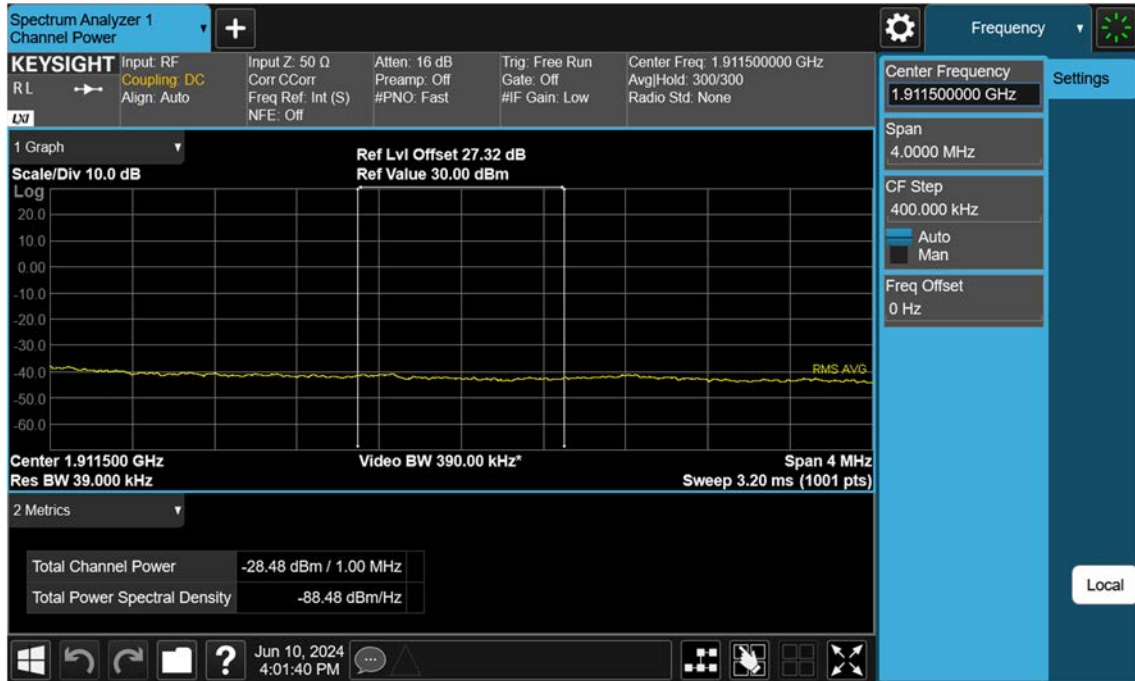 Spectrum Analyzer 1
Channel Power
Frequency
KEYSIGHT
R L
LXI
Input: RF
Coupling: DC
Align: Auto
Input Z: 50 Ω
Corr CCorr
Freq Ref: Int (S)
NFE: Off
Atten: 16 dB
Preamp: Off
#PNO: Fast
Trig: Free Run
Gate: Off
#IF Gain: Low
Center Freq: 1.911500000 GHz
Avg|Hold: 300/300
Radio Std: None
Center Frequency
1.911500000 GHz
Settings
Span
4.0000 MHz
CF Step
400.000 kHz
Auto
Man
Freq Offset
0 Hz
1 Graph
Scale/Div 10.0 dB
Ref Lvl Offset 27.32 dB
Ref Value 30.00 dBm
Log
20.0
10.0
0.00
-10.0
-20.0
-30.0
-40.0
-50.0
-60.0
RMS AVG
Center 1.911500 GHz
Video BW 390.00 kHz*
Span 4 MHz
Res BW 39.000 kHz
Sweep 3.20 ms (1001 pts)
2 Metrics
Total Channel Power -28.48 dBm / 1.00 MHz
Total Power Spectral Density -88.48 dBm/Hz
Local
?
Jun 10, 2024
4:01:40 PM